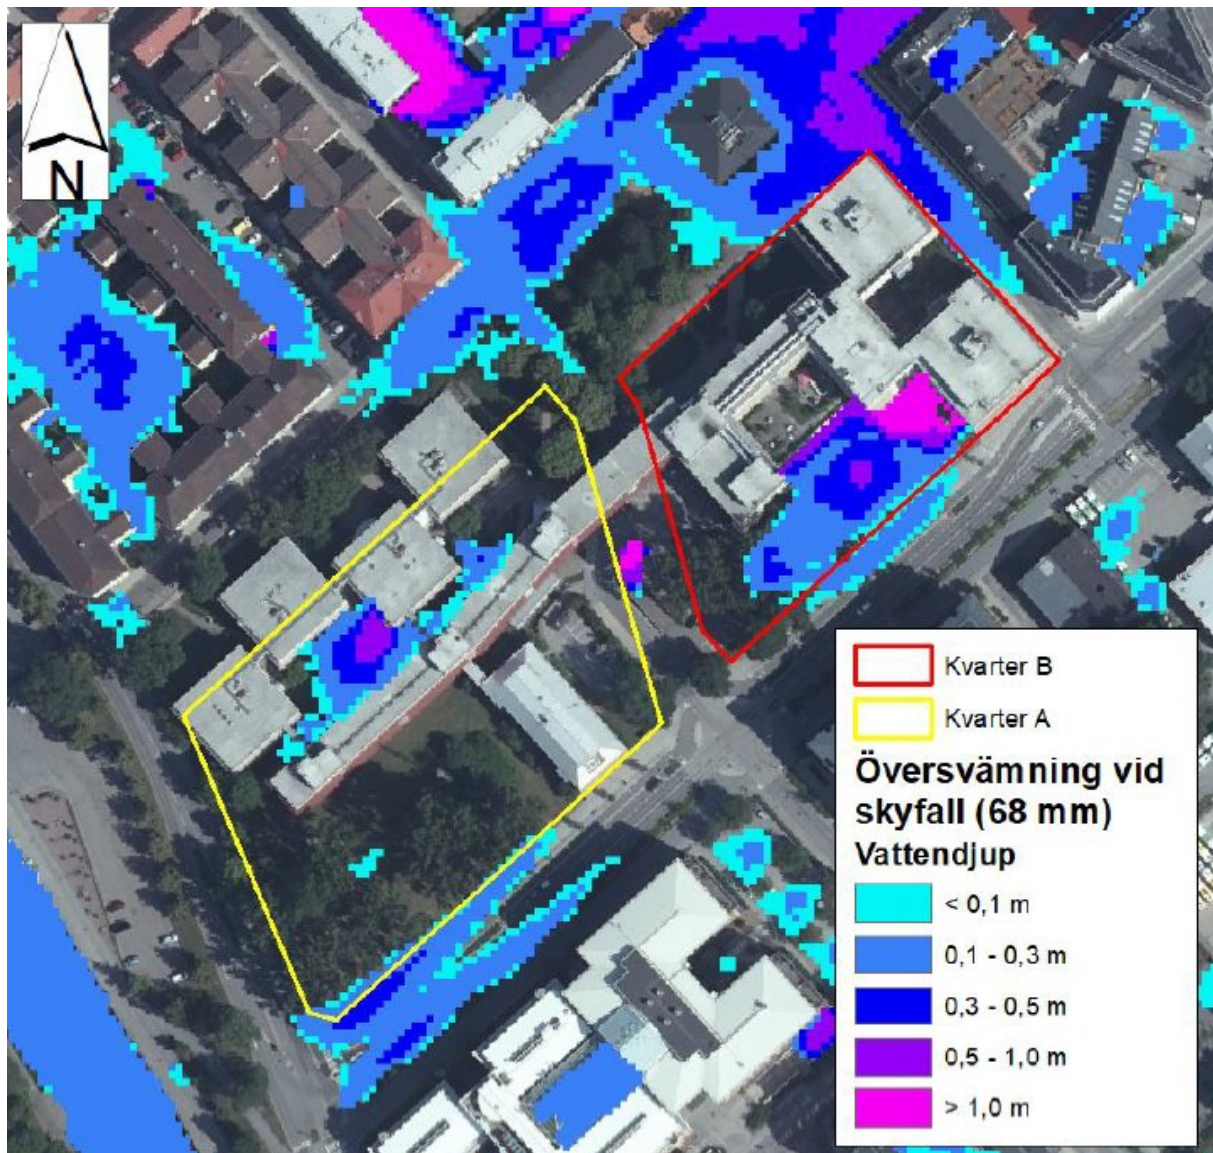 N
Kvarter B
Kvarter A
Översvämning vid
skyfall (68 mm)
Vattendjup
< 0,1 m
0,1 - 0,3 m
0,3 - 0,5 m
0,5 - 1,0 m
> 1,0 m